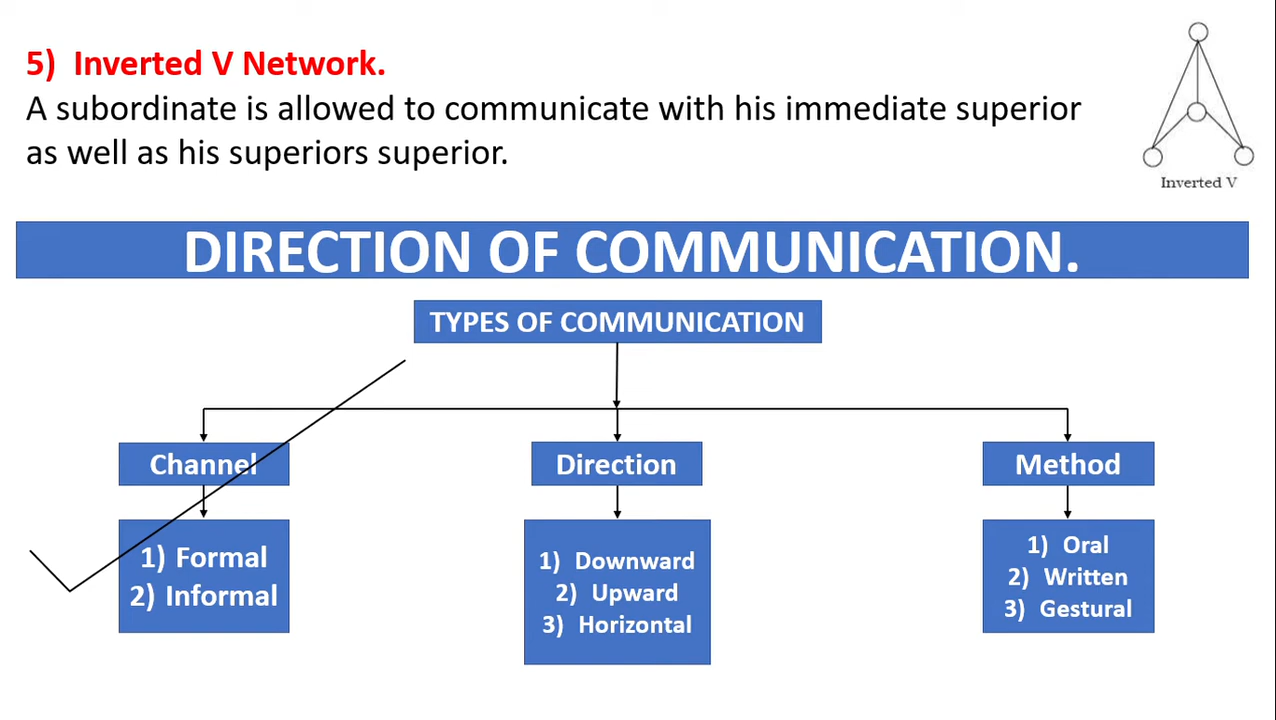 5) Inverted V Network.
A subordinate is allowed to communicate with his immediate superior
as well as his superiors superior.
Inverted V
DIRECTION OF COMMUNICATION.
TYPES OF COMMUNICATION
Channel
Direction
Method
1) Formal
2) Informal
1) Downward
2) Upward
3) Horizontal
1) Oral
2) Written
3) Gestural